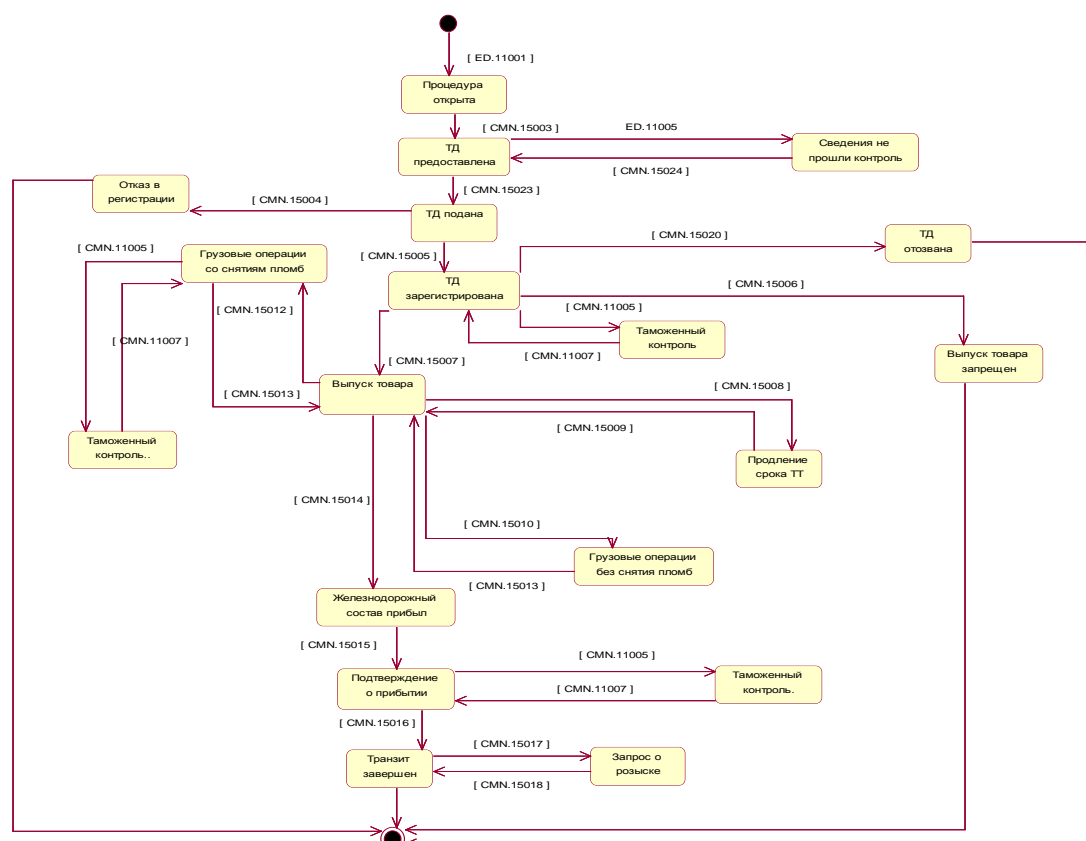 [ ED.11001 ]
Процедура
открыта
[ CMN.15003 ]
ED.11005
ТД
предоставлена
Сведения не
прошли контроль
[ CMN.15024 ]
Отказ в
регистрации
[ CMN.15023 ]
[ CMN.15004 ]
ТД подана
[ CMN.15020 ]
ТД
отозвана
[ CMN.11005 ]
Грузовые операции
со снятиям пломб
[ CMN.15005 ]
ТД
зарегистрирована
[ CMN.15006 ]
[ CMN.15012 ]
[ CMN.11005 ]
Таможенный
контроль
[ CMN.11007 ]
[ CMN.11007 ]
[ CMN.15007 ]
Выпуск товара
запрещен
Выпуск товара
[ CMN.15008 ]
[ CMN.15013 ]
[ CMN.15009 ]
Таможенный
контроль..
Продление
срока ТТ
[ CMN.15014 ]
[ CMN.15010 ]
Грузовые операции
без снятия пломб
[ CMN.15013 ]
Железнодорожный
состав прибыл
[ CMN.15015 ]
[ CMN.11005 ]
Подтверждение
о прибытии
Таможенный
контроль.
[ CMN.11007 ]
[ CMN.15016 ]
[ CMN.15017 ]
Транзит
завершен
Запрос о
розыске
[ CMN.15018 ]